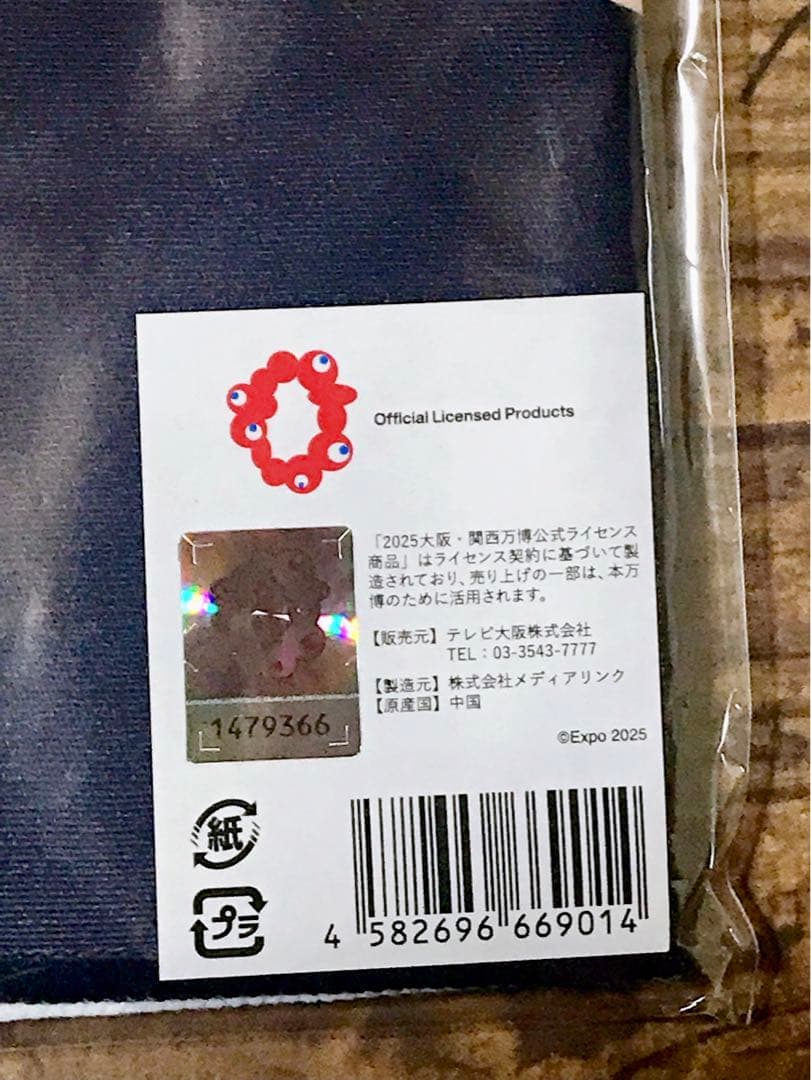 Official Licensed Products
「2025大阪・関西万博公式ライセンス
商品」はライセンス契約に基づいて製
造されており、売り上げの一部は、本万
博のために活用されます。
【販売元】テレビ大阪株式会社
TEL：03-3543-7777
【製造元】株式会社メディアリンク
【原産国】中国
©Expo 2025
1479366
紙
プラ
4 582696 669014